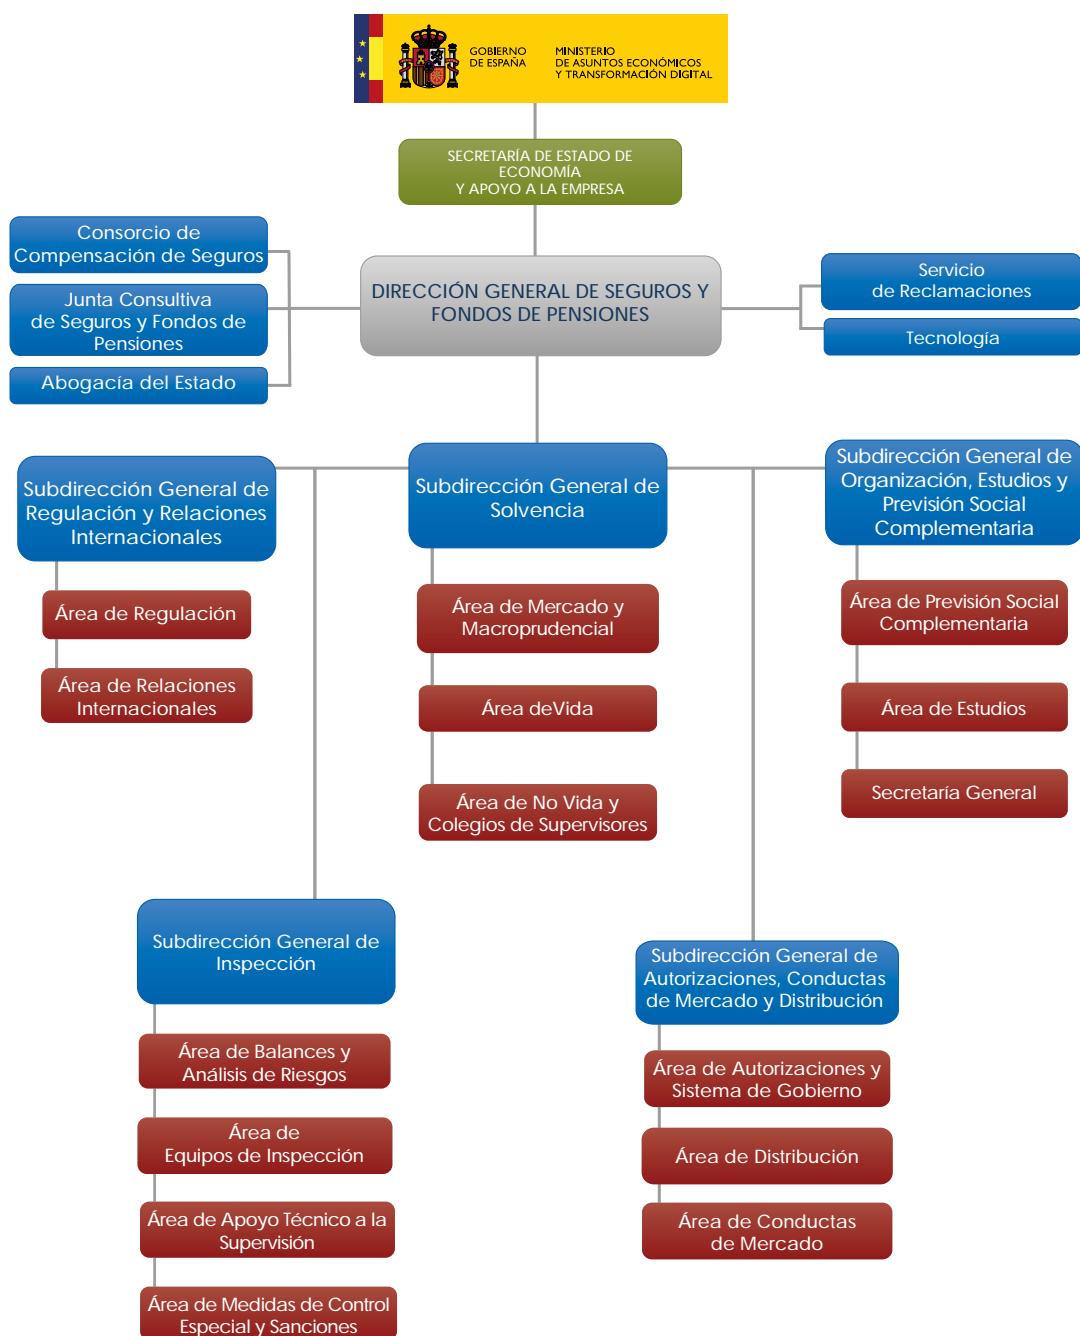 GOBIERNO
DE ESPAÑA
MINISTERIO
DE ASUNTOS ECONÓMICOS
Y TRANSFORMACIÓN DIGITAL
SECRETARÍA DE ESTADO DE
ECONOMÍA
Y APOYO A LA EMPRESA
Consorcio de
Compensación de Seguros
Junta Consultiva
de Seguros y Fondos de
Pensiones
Abogacía del Estado
DIRECCIÓN GENERAL DE SEGUROS Y
FONDOS DE PENSIONES
Servicio
de Reclamaciones
Tecnología
Subdirección General de
Regulación y Relaciones
Internacionales
Área de Regulación
Área de Relaciones
Internacionales
Subdirección General de
Solvencia
Área de Mercado y
Macroprudencial
Área deVida
Área de No Vida y
Colegios de Supervisores
Subdirección General de
Organización, Estudios y
Previsión Social
Complementaria
Área de Previsión Social
Complementaria
Área de Estudios
Secretaría General
Subdirección General de
Inspección
Área de Balances y
Análisis de Riesgos
Área de
Equipos de Inspección
Área de Apoyo Técnico a la
Supervisión
Área de Medidas de Control
Especial y Sanciones
Subdirección General de
Autorizaciones, Conductas
de Mercado y Distribución
Área de Autorizaciones y
Sistema de Gobierno
Área de Distribución
Área de Conductas
de Mercado